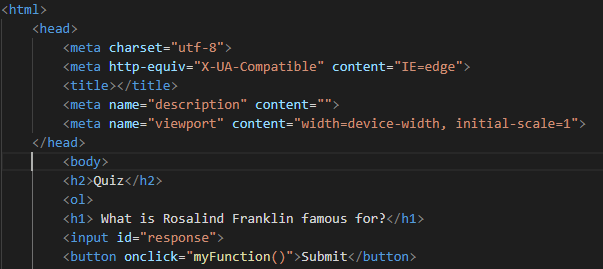 <html>
<head>
<meta charset="utf-8">
<meta http-equiv="X-UA-Compatible" content="IE=edge">
<title></title>
<meta name="description" content="">
<meta name="viewport" content="width=device-width, initial-scale=1">
</head>
<body>
<h2>Quiz</h2>
<ol>
<h1> What is Rosalind Franklin famous for?</h1>
<input id="response">
<button onclick="myFunction()">Submit</button>